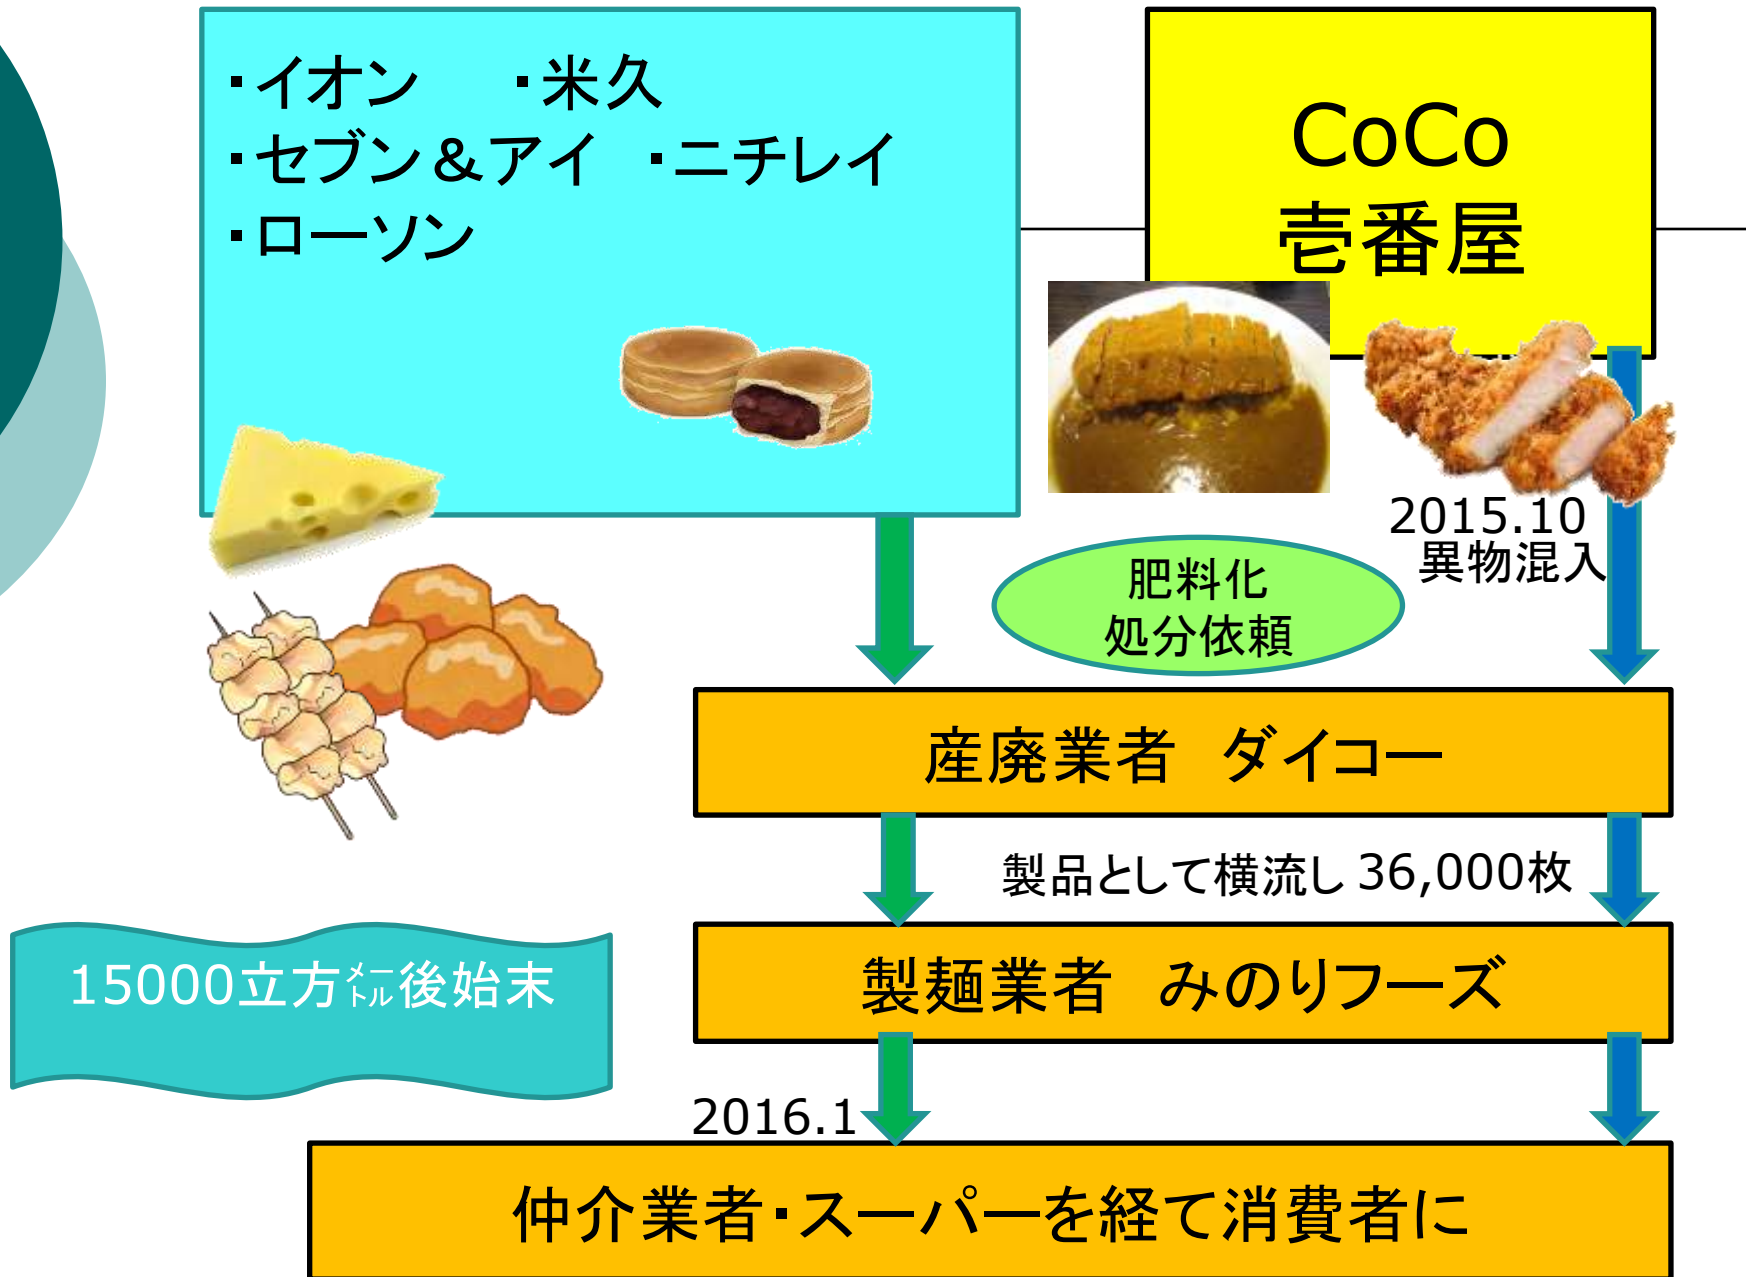 ・イオン　・米久
・セブン＆アイ　・ニチレイ
・ローソン
CoCo
壱番屋
2015.10
異物混入
肥料化
処分依頼
産廃業者　ダイコー
製品として横流し 36,000枚
製麺業者　みのりフーズ
15000立方メートル後始末
2016.1
仲介業者・スーパーを経て消費者に